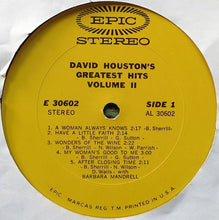 EPIC
STEREO
DAVID HOUSTON'S
GREATEST HITS
VOLUME II
E 30602 SIDE 1
STEREO AL 30602
1. A WOMAN ALWAYS KNOWS 2:17 - B. Sherrill
2. HAVE A LITTLE FAITH 2:14
B. Sherrill - G. Sutton -
3. WONDERS OF THE WINE 2:22
B. Sherrill - N. Wilson - W. Parrish -
4. MY WOMAN'S GOOD TO ME 3:00
B. Sherrill - G. Sutton -
5. AFTER CLOSING TIME 2:11
B. Sherrill - N. Wilson -
D. Walls - with
BARBARA MANDRELL
EPIC, MARCAS REG. T.M. PRINTED IN U.S.A.